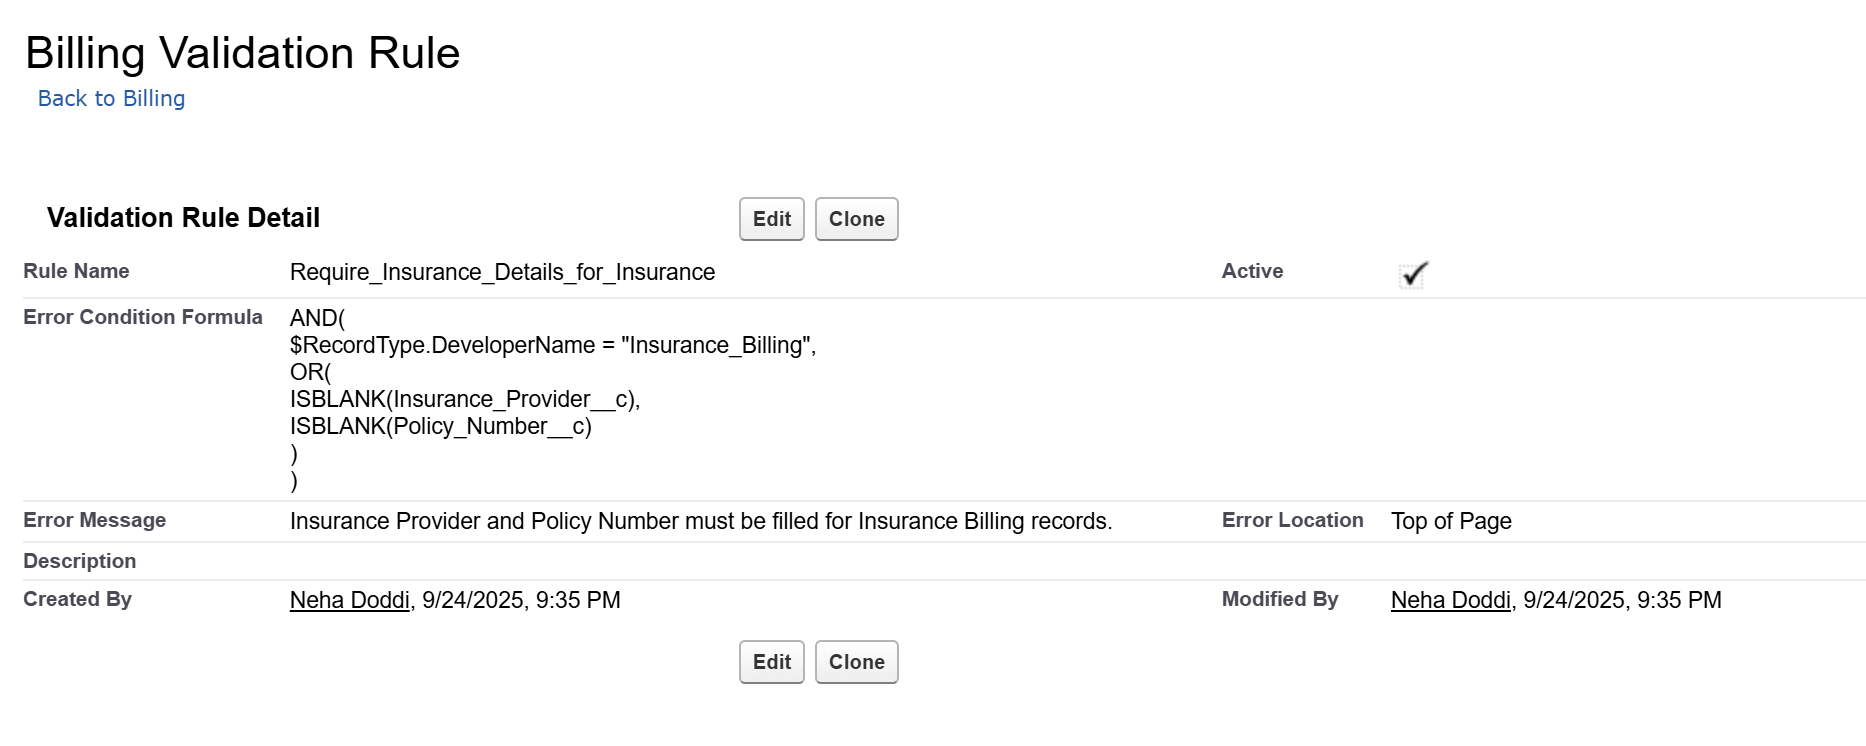 Billing Validation Rule
Back to Billing
Validation Rule Detail
Edit Clone
Rule Name Require_Insurance_Details_for_Insurance Active
Error Condition Formula AND(
$RecordType.DeveloperName = "Insurance_Billing",
OR(
ISBLANK(Insurance_Provider__c),
ISBLANK(Policy_Number__c)
)
)
Error Message Insurance Provider and Policy Number must be filled for Insurance Billing records. Error Location Top of Page
Description
Created By Neha Doddi, 9/24/2025, 9:35 PM Modified By Neha Doddi, 9/24/2025, 9:35 PM
Edit Clone